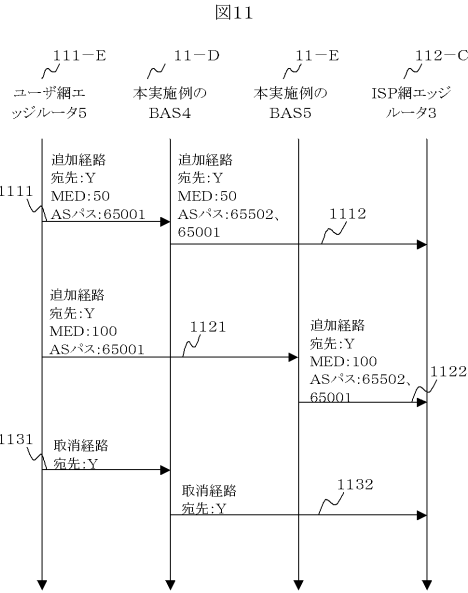 図11
111－E
11－D
11－E
112－C
ユーザ網エ
ッジルータ5
本実施例の
BAS4
本実施例の
BAS5
ISP網エッジ
ルータ3
追加経路
宛先:Y
MED:50
ASパス:65001
1111
追加経路
宛先:Y
MED:50
ASパス:65502、
65001
1112
追加経路
宛先:Y
MED:100
ASパス:65001
1121
追加経路
宛先:Y
MED:100
ASパス:65502、
65001
1122
1131
取消経路
宛先:Y
取消経路
宛先:Y
1132